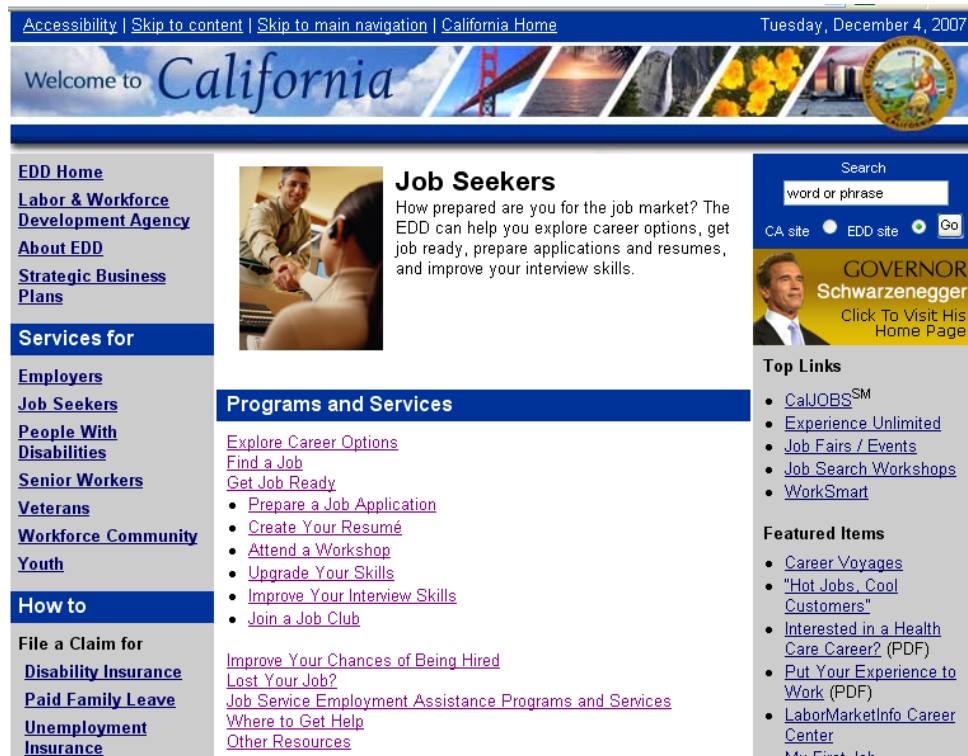 Accessibility | Skip to content | Skip to main navigation | California Home
Tuesday, December 4, 2007
Welcome to California
EDD Home
Labor & Workforce
Development Agency
About EDD
Strategic Business
Plans
Services for
Employers
Job Seekers
People With
Disabilities
Senior Workers
Veterans
Workforce Community
Youth
How to
File a Claim for
Disability Insurance
Paid Family Leave
Unemployment
Insurance
Job Seekers
How prepared are you for the job market? The
EDD can help you explore career options, get
job ready, prepare applications and resumes,
and improve your interview skills.
Programs and Services
Explore Career Options
Find a Job
Get Job Ready
• Prepare a Job Application
• Create Your Resumé
• Attend a Workshop
• Upgrade Your Skills
• Improve Your Interview Skills
• Join a Job Club
Improve Your Chances of Being Hired
Lost Your Job?
Job Service Employment Assistance Programs and Services
Where to Get Help
Other Resources
Search
word or phrase
CA site EDD site Go
GOVERNOR
Schwarzenegger
Click To Visit His
Home Page
Top Links
• CalJOBS℠
• Experience Unlimited
• Job Fairs / Events
• Job Search Workshops
• WorkSmart
Featured Items
• Career Voyages
• "Hot Jobs, Cool
Customers"
• Interested in a Health
Care Career? (PDF)
• Put Your Experience to
Work (PDF)
• LaborMarketInfo Career
Center
• My First Job